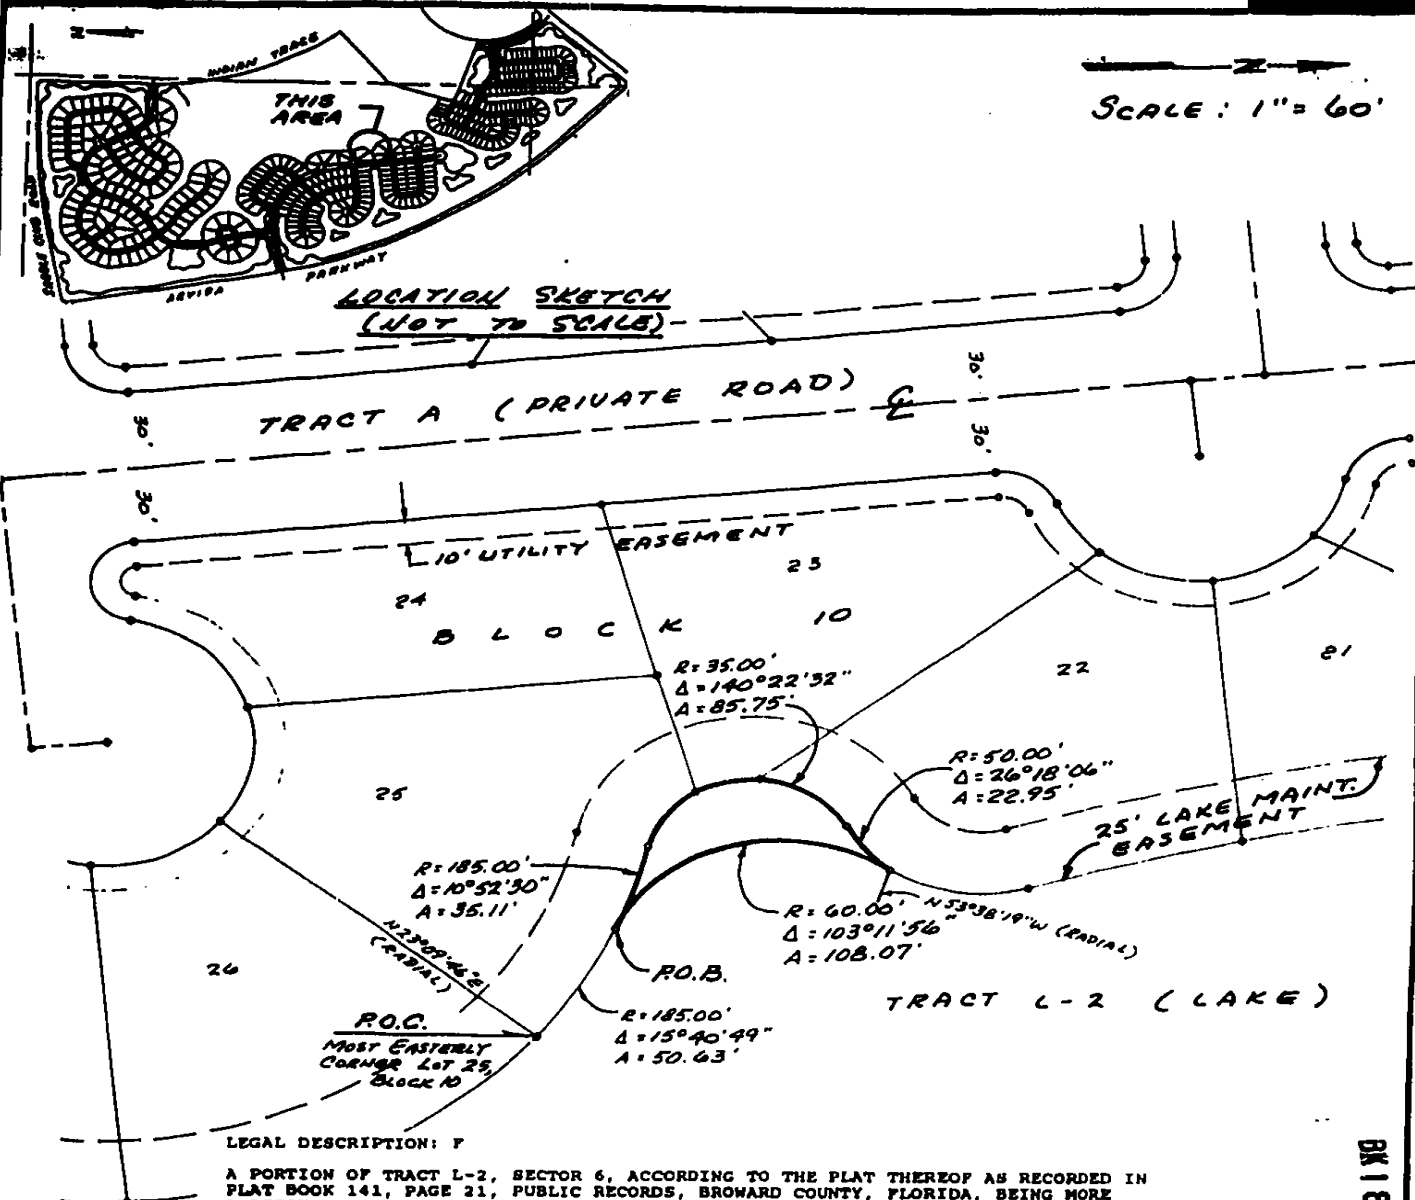 N
INDIAN TRACE
THIS
AREA
SADDLE CLUB ROAD
ARVIDA
PARKWAY
N
SCALE: 1"= 60'
LOCATION SKETCH
(NOT TO SCALE)
30'
30'
TRACT A (PRIVATE ROAD)
℄
30'
30'
10' UTILITY EASEMENT
23
24
BLOCK 10
R=35.00'
Δ=140°22'32"
A=85.75'
22
21
R=50.00'
Δ=26°18'06"
A=22.95'
25
25' LAKE MAINT.
EASEMENT
R=185.00'
Δ=10°52'30"
A=35.11'
R=60.00'
Δ=103°11'56"
A=108.07'
N53°38'19"W (RADIAL)
N23°09'46"E
(RADIAL)
26
P.O.B.
TRACT L-2 (LAKE)
P.O.C.
MOST EASTERLY
CORNER LOT 25,
BLOCK 10
R=185.00'
Δ=15°40'49"
A=50.63'
LEGAL DESCRIPTION: F
A PORTION OF TRACT L-2, SECTOR 6, ACCORDING TO THE PLAT THEREOF AS RECORDED IN
PLAT BOOK 141, PAGE 21, PUBLIC RECORDS, BROWARD COUNTY, FLORIDA, BEING MORE